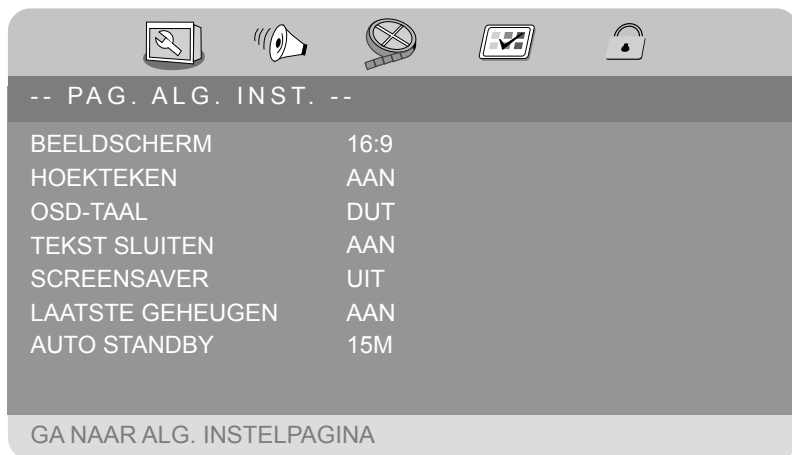 -- PAG. ALG. INST. --
BEELDSCHERM 16:9
HOEKTEKEN AAN
OSD-TAAL DUT
TEKST SLUITEN AAN
SCREENSAVER UIT
LAATSTE GEHEUGEN AAN
AUTO STANDBY 15M
GA NAAR ALG. INSTELPAGINA